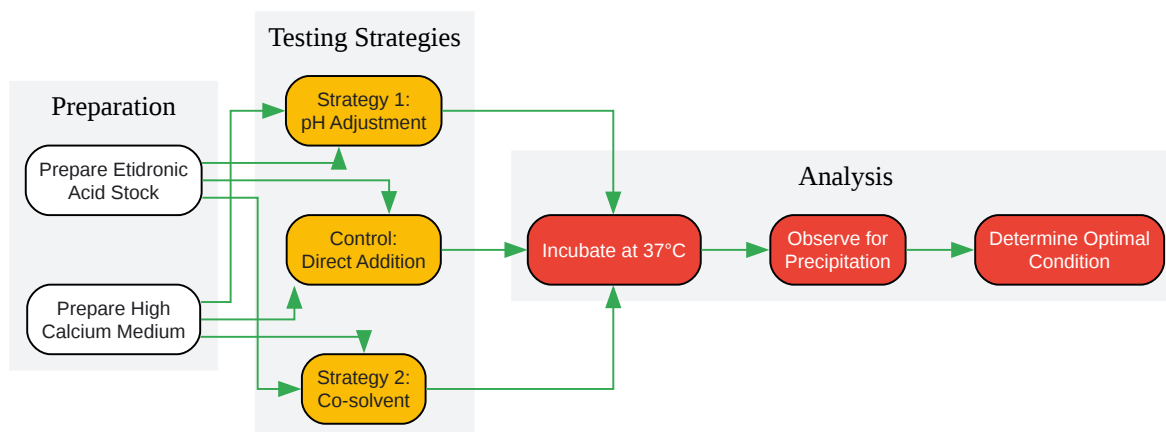 Preparation
Prepare Etidronic
Acid Stock
Prepare High
Calcium Medium
Testing Strategies
Strategy 1:
pH Adjustment
Control:
Direct Addition
Strategy 2:
Co-solvent
Analysis
Incubate at 37°C
Observe for
Precipitation
Determine Optimal
Condition